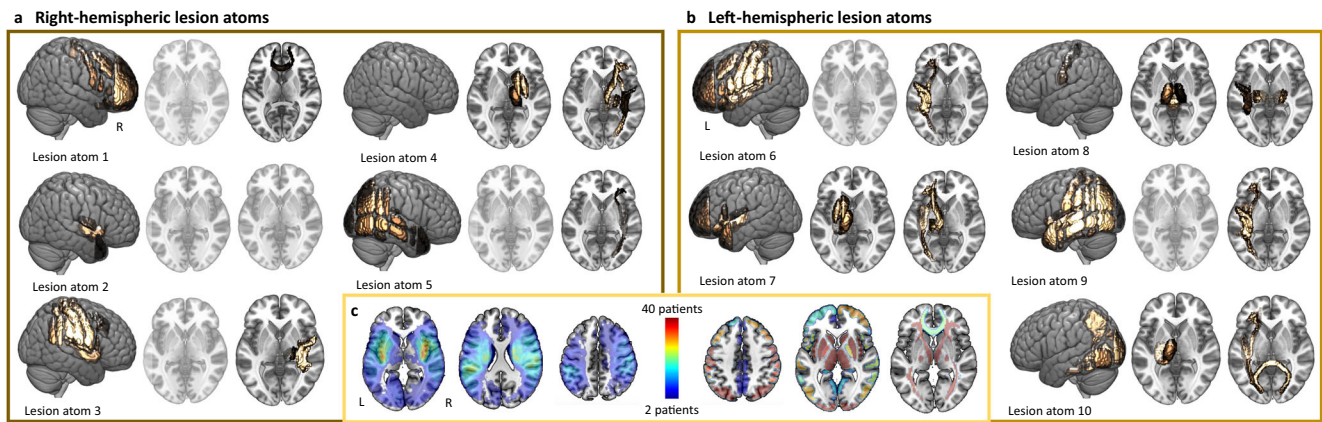 a Right-hemispheric lesion atoms
b Left-hemispheric lesion atoms
R
Lesion atom 1
Lesion atom 4
L
Lesion atom 6
Lesion atom 8
Lesion atom 2
Lesion atom 5
Lesion atom 7
Lesion atom 9
c
40 patients
L
R
2 patients
Lesion atom 3
Lesion atom 10